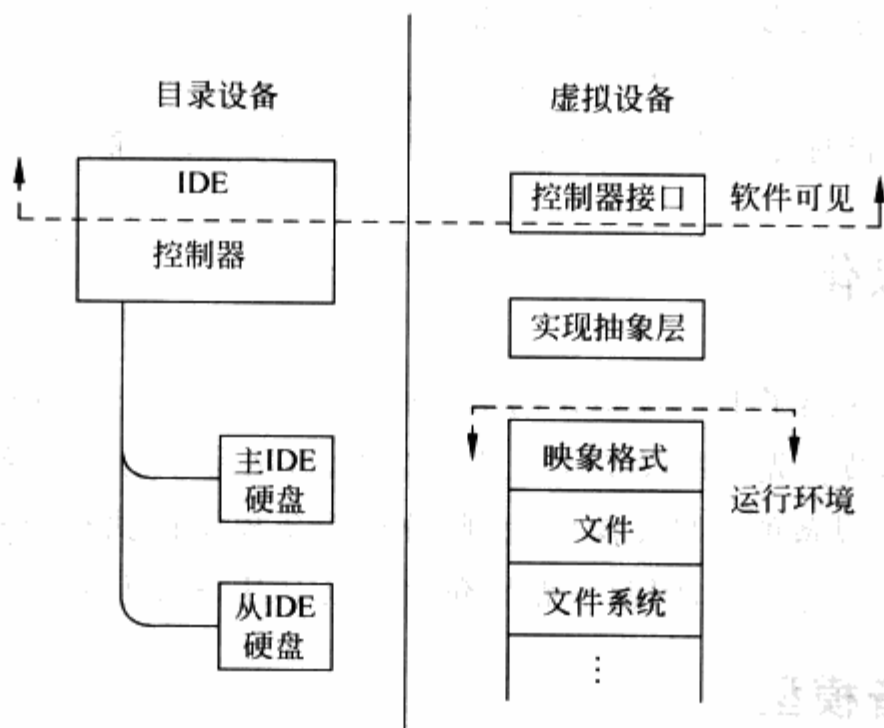 目录设备
虚拟设备
IDE
控制器
控制器接口
软件可见
实现抽象层
主IDE
硬盘
从IDE
硬盘
映象格式
运行环境
文件
文件系统
⋮